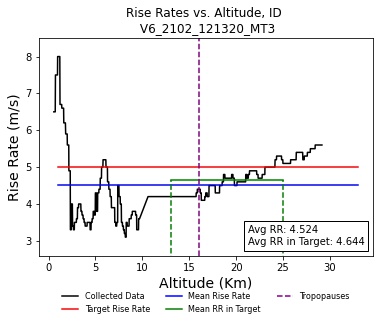 Rise Rates vs. Altitude, ID
V6_2102_121320_MT3
Rise Rate (m/s)
8
7
6
5
4
3
Avg RR: 4.524
Avg RR in Target: 4.644
0 5 10 15 20 25 30
Altitude (Km)
Collected Data Mean Rise Rate Tropopauses
Target Rise Rate Mean RR in Target